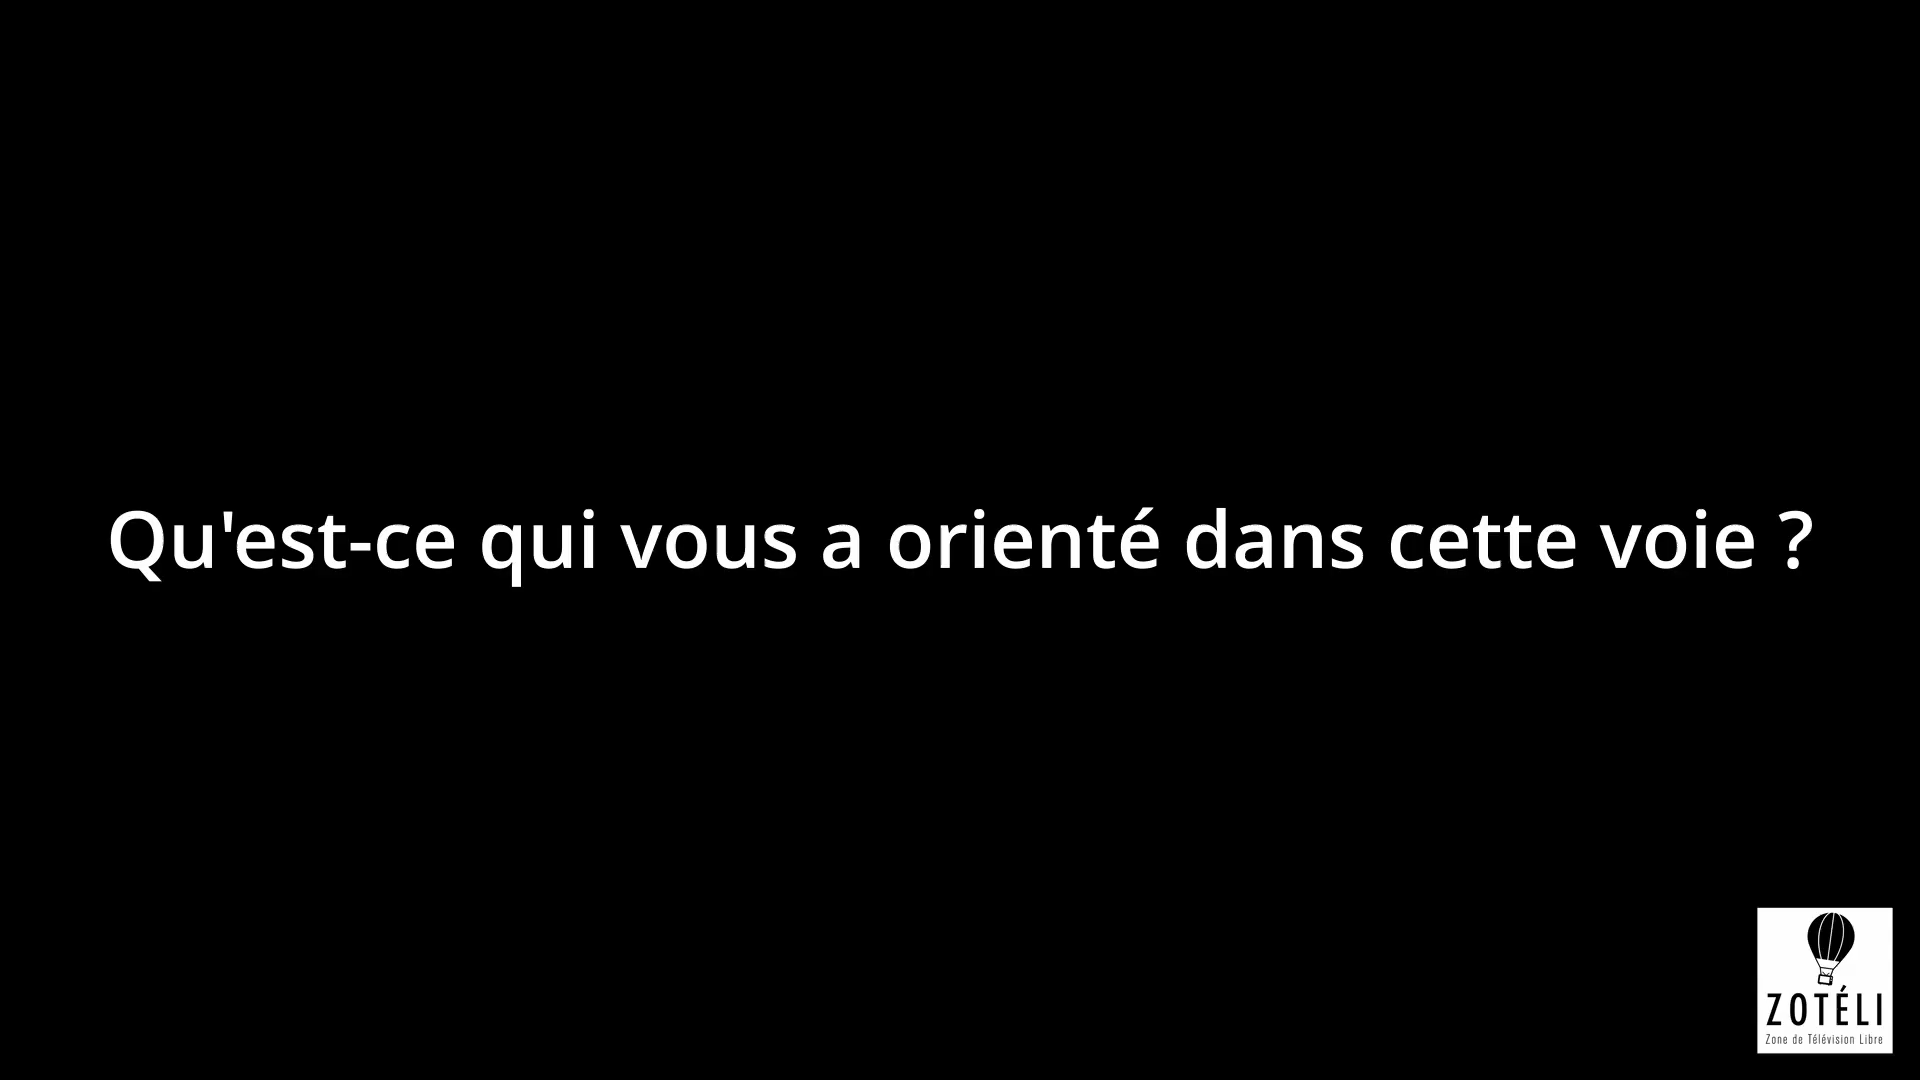 Qu'est-ce qui vous a orienté dans cette voie ?
ZOTÉLI
Zone de Télévision Libre